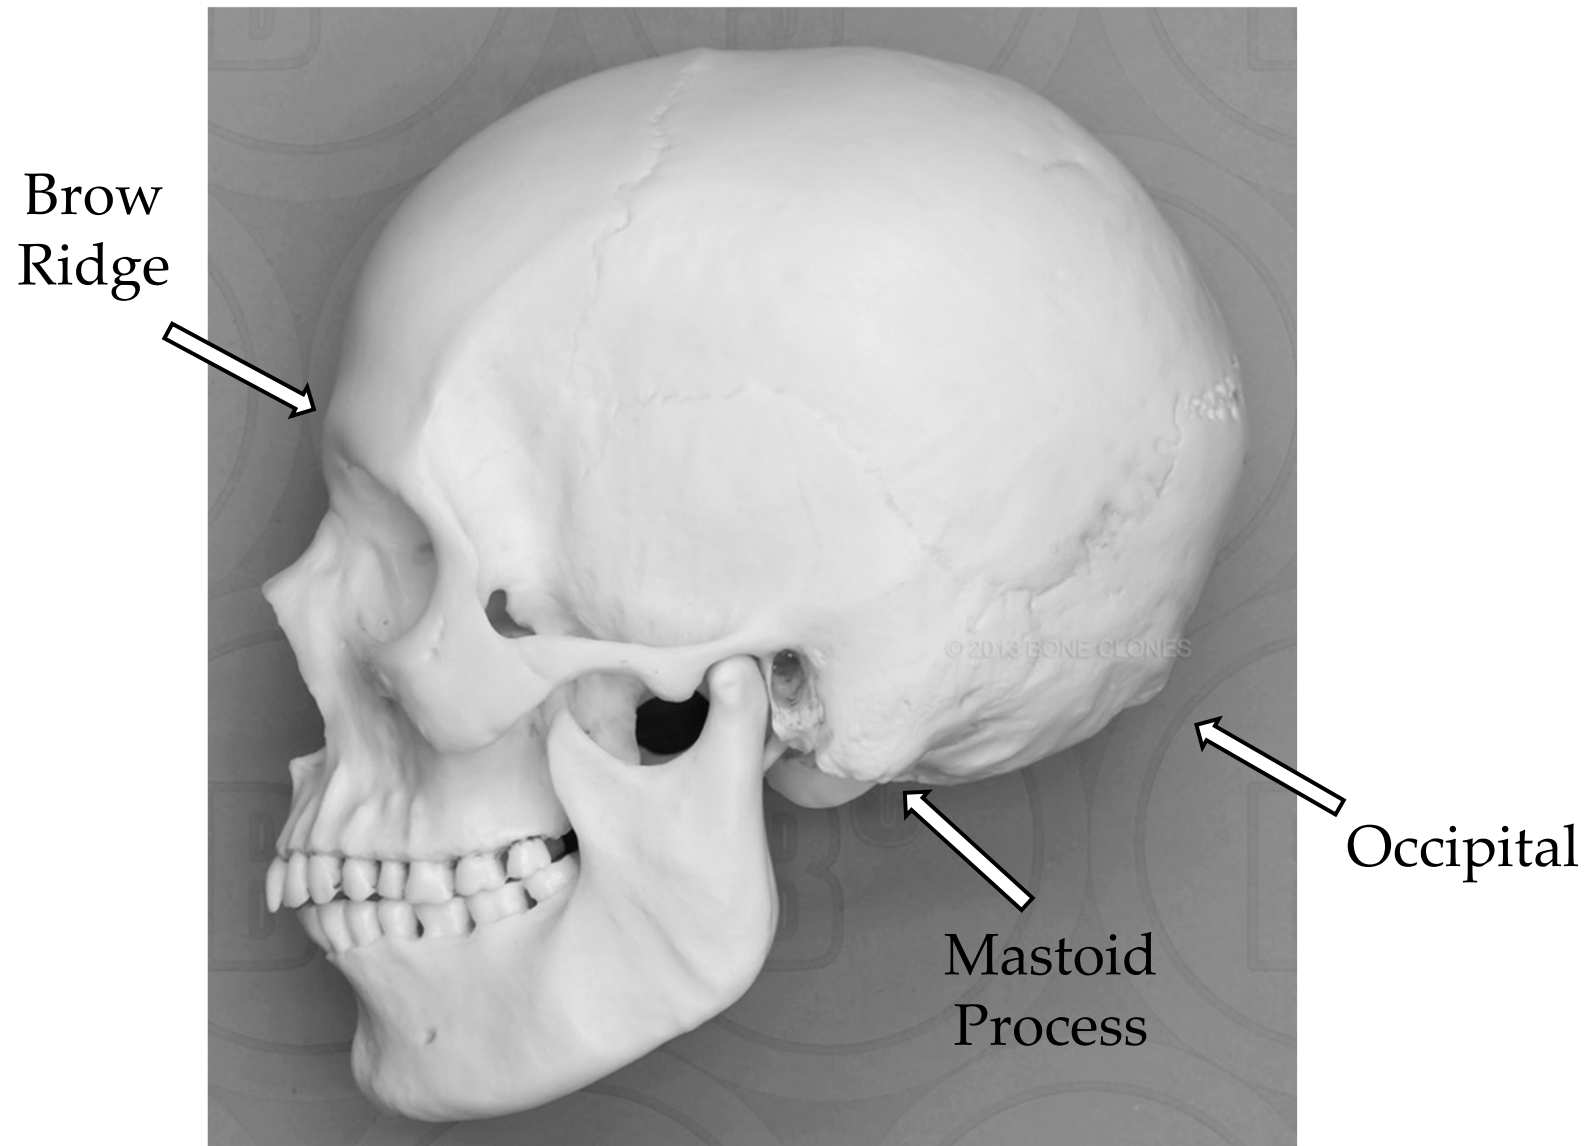 Brow
Ridge
© 2013 BONE CLONES
Occipital
Mastoid
Process